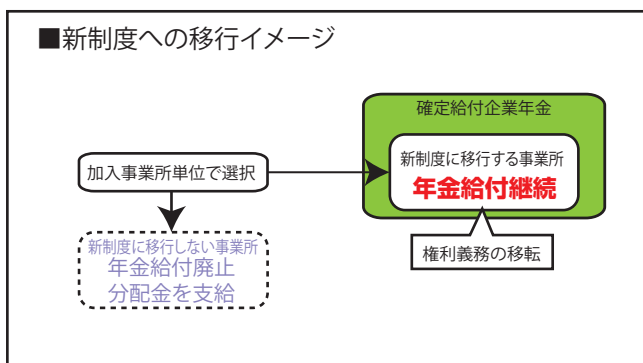 ■新制度への移行イメージ
確定給付企業年金
新制度に移行する事業所
年金給付継続
加入事業所単位で選択
権利義務の移転
新制度に移行しない事業所
年金給付廃止
分配金を支給